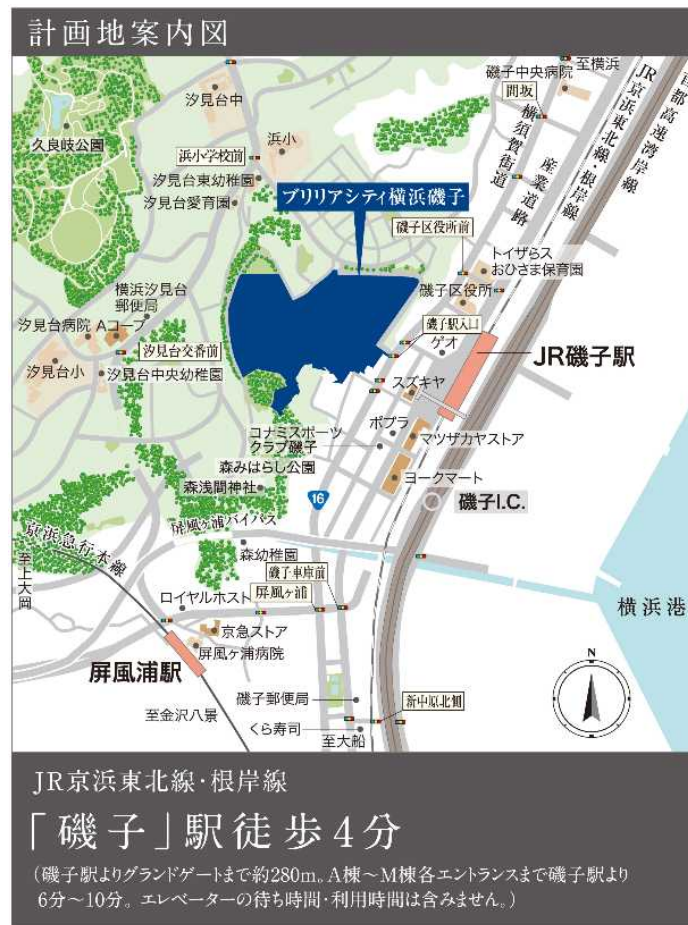 計画地案内図
至横浜
磯子中央病院
間坂
横須賀街道
産業道路
JR京浜東北線・根岸線
首都高速湾岸線
汐見台中
久良岐公園
浜小学校前
浜小
汐見台東幼稚園
汐見台愛育園
ブリリアシティ横浜磯子
磯子区役所前
トイザらス
おひさま保育園
磯子区役所
横浜汐見台
郵便局
汐見台病院
Aコープ
汐見台交番前
汐見台小
汐見台中央幼稚園
磯子駅入口
ゲオ
JR磯子駅
スズキヤ
ポプラ
コナミスポーツ
クラブ磯子
マツザカヤストア
森みはらし公園
ヨークマート
森浅間神社
16
磯子I.C.
京浜急行本線
屏風ヶ浦バイパス
至上大岡
森幼稚園
磯子車庫前
ロイヤルホスト
屏風ヶ浦
横浜港
京急ストア
屏風ヶ浦病院
屏風浦駅
N
至金沢八景
磯子郵便局
新中原北側
くら寿司
至大船
JR京浜東北線・根岸線
「磯子」駅徒歩4分
(磯子駅よりグランドゲートまで約280m。A棟〜M棟各エントランスまで磯子駅より
6分〜10分。エレベーターの待ち時間・利用時間は含みません。)